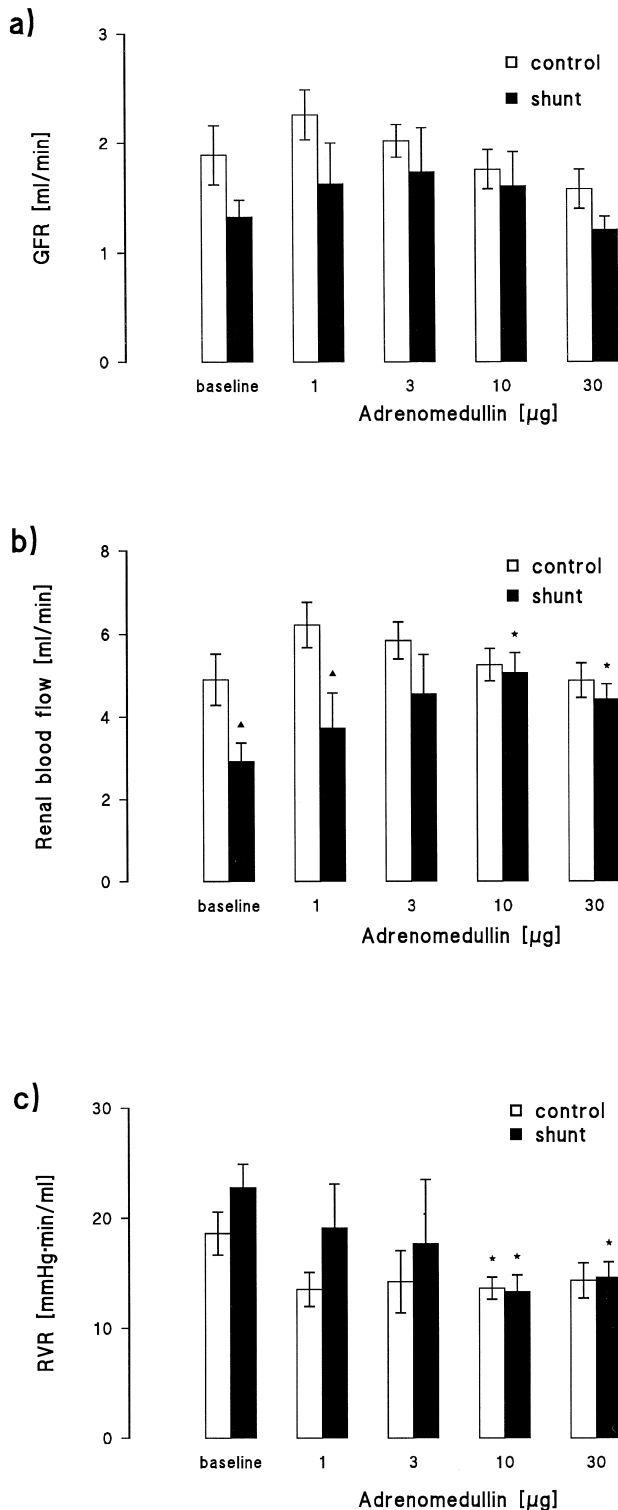 a)
3
2
1
0
GFR [ml/min]
control
shunt
baseline 1 3 10 30
Adrenomedullin [µg]
b)
8
6
4
2
0
Renal blood flow [ml/min]
control
shunt
baseline 1 3 10 30
Adrenomedullin [µg]
c)
30
20
10
0
RVR [mmHg·min/ml]
control
shunt
baseline 1 3 10 30
Adrenomedullin [µg]